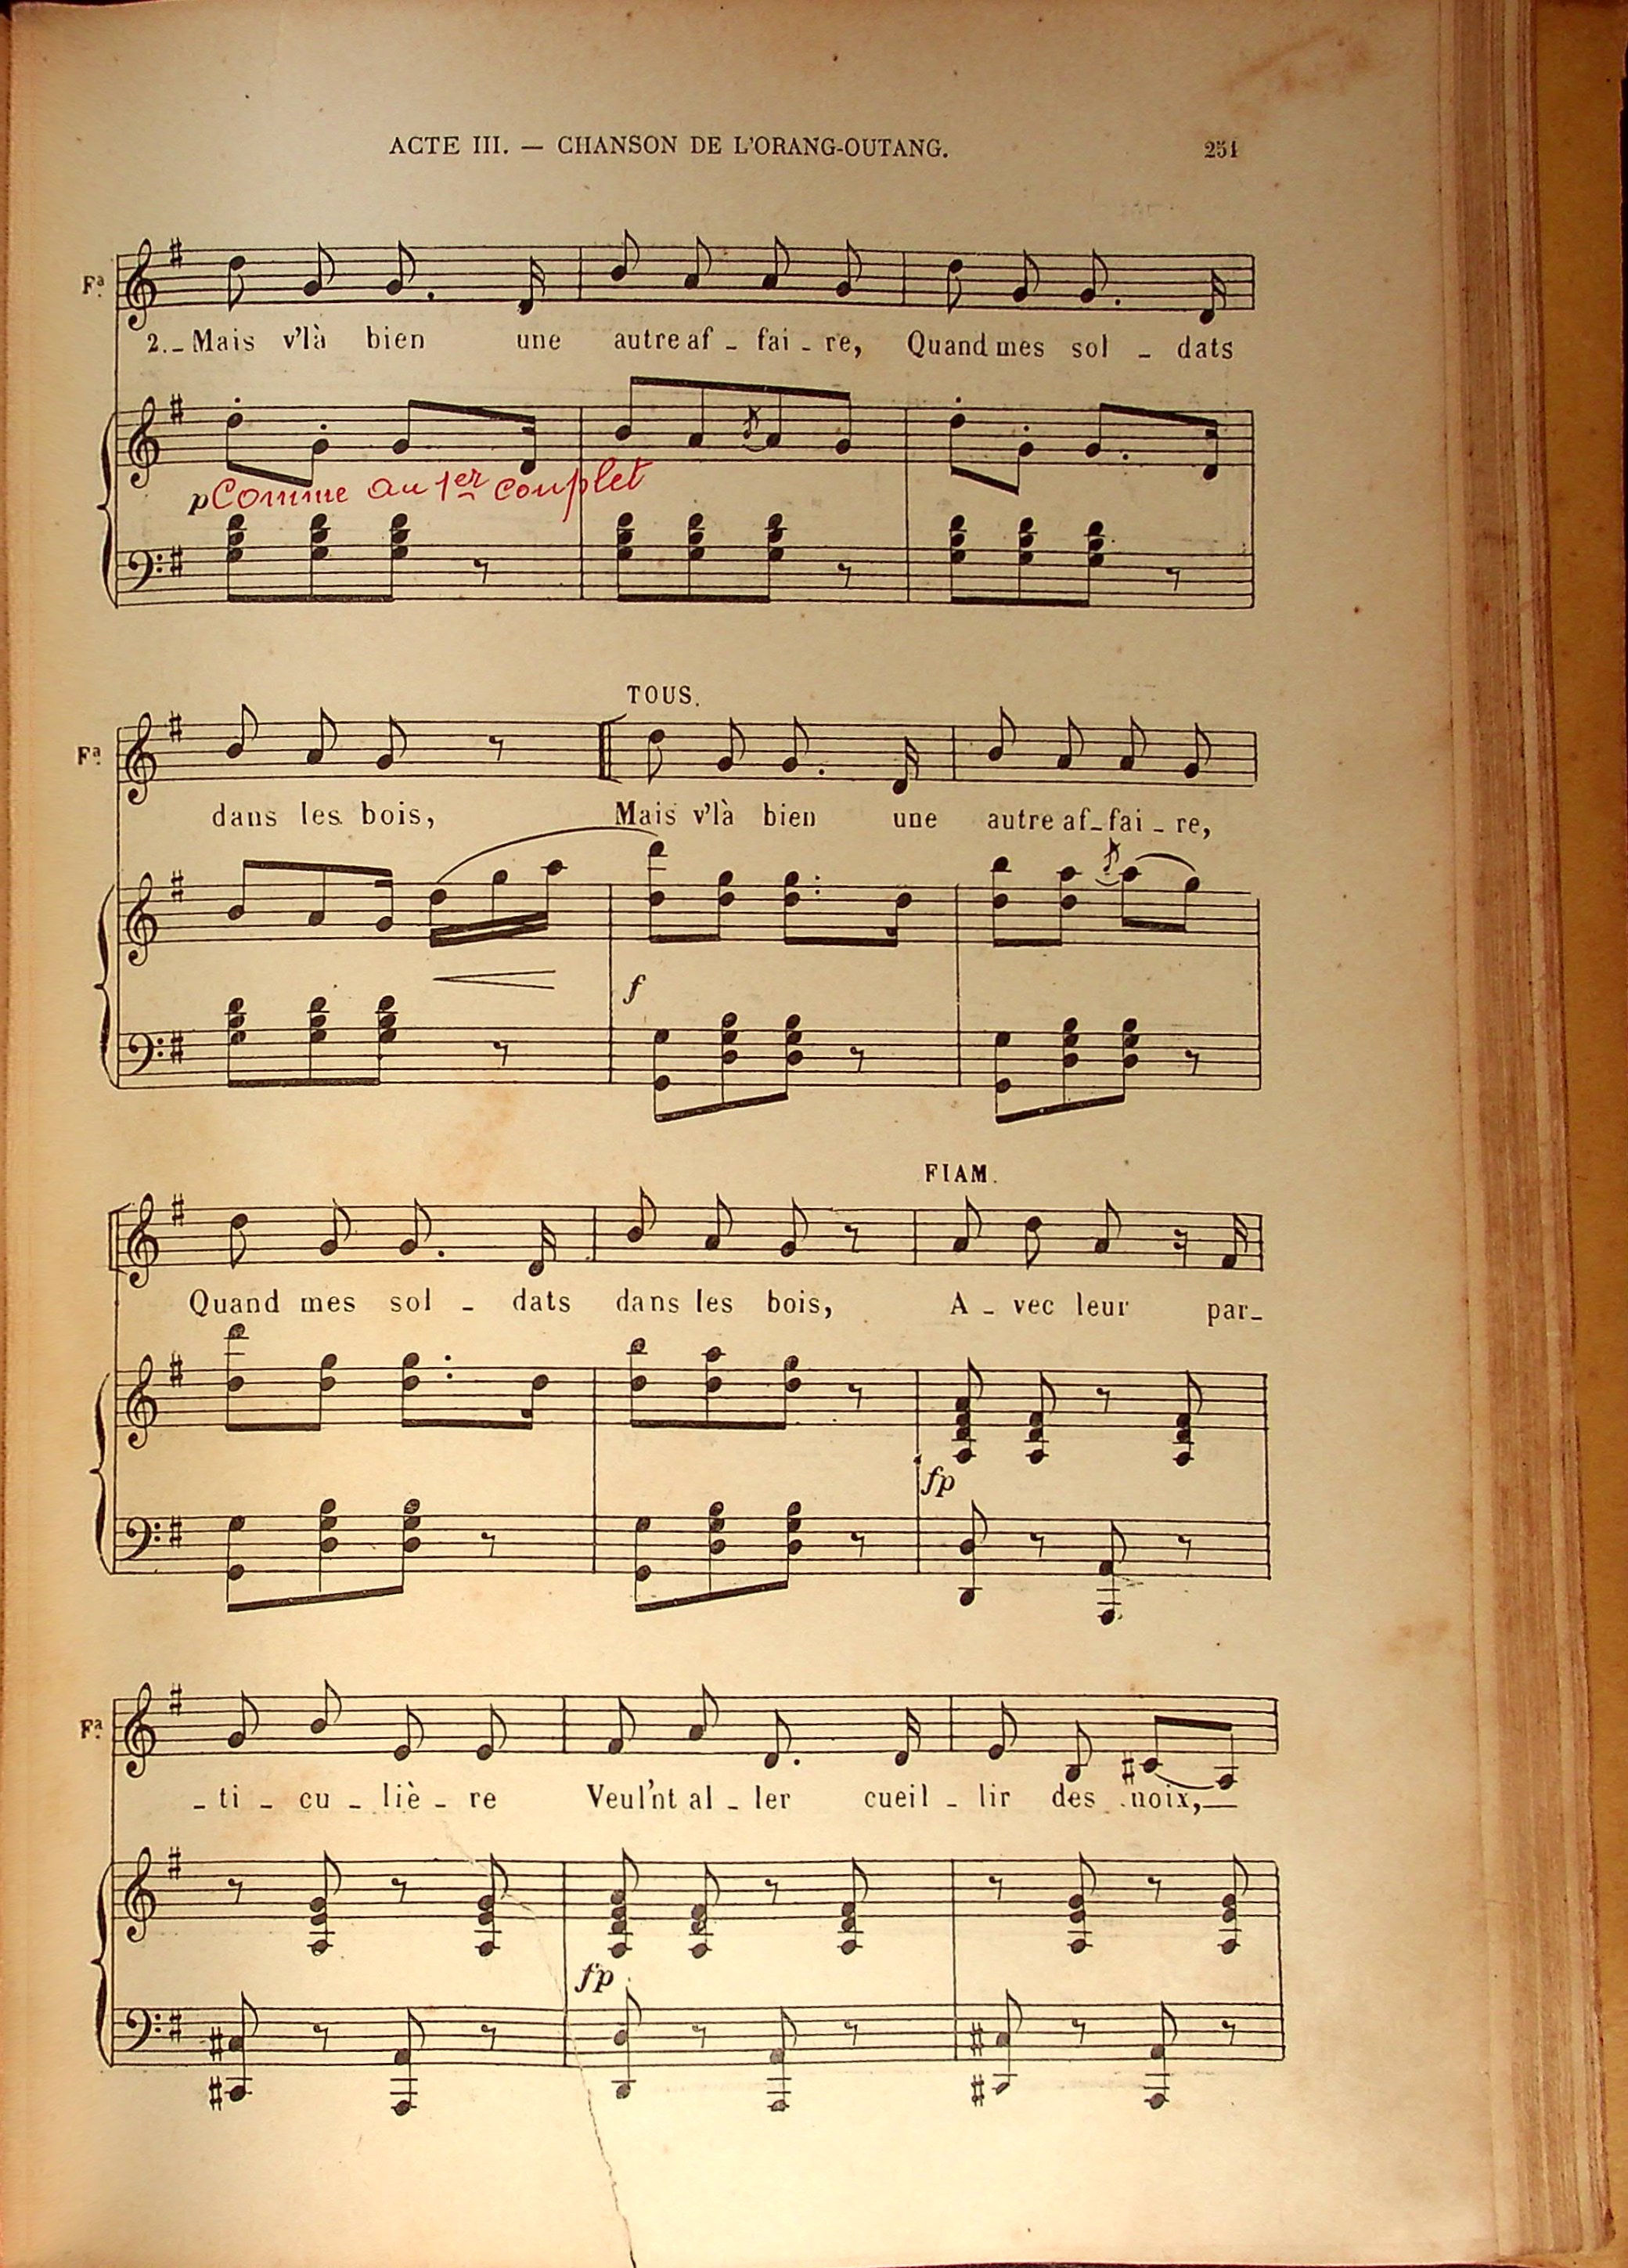 ACTE III. — CHANSON DE L'ORANG-OUTANG. 251
Fª
2._ Mais v'là bien une autre af _ fai _ re, Quand mes sol _ dats
p Comme au 1er couplet
TOUS.
Fª
dans les bois, Mais v'là bien une autre af_fai _ re,
f
FIAM.
Quand mes sol _ dats dans les bois, A _ vec leur par_
fp
Fª
_ ti _ cu _ liè _ re Veul'nt al _ ler cueil _ lir des noix,_
fp